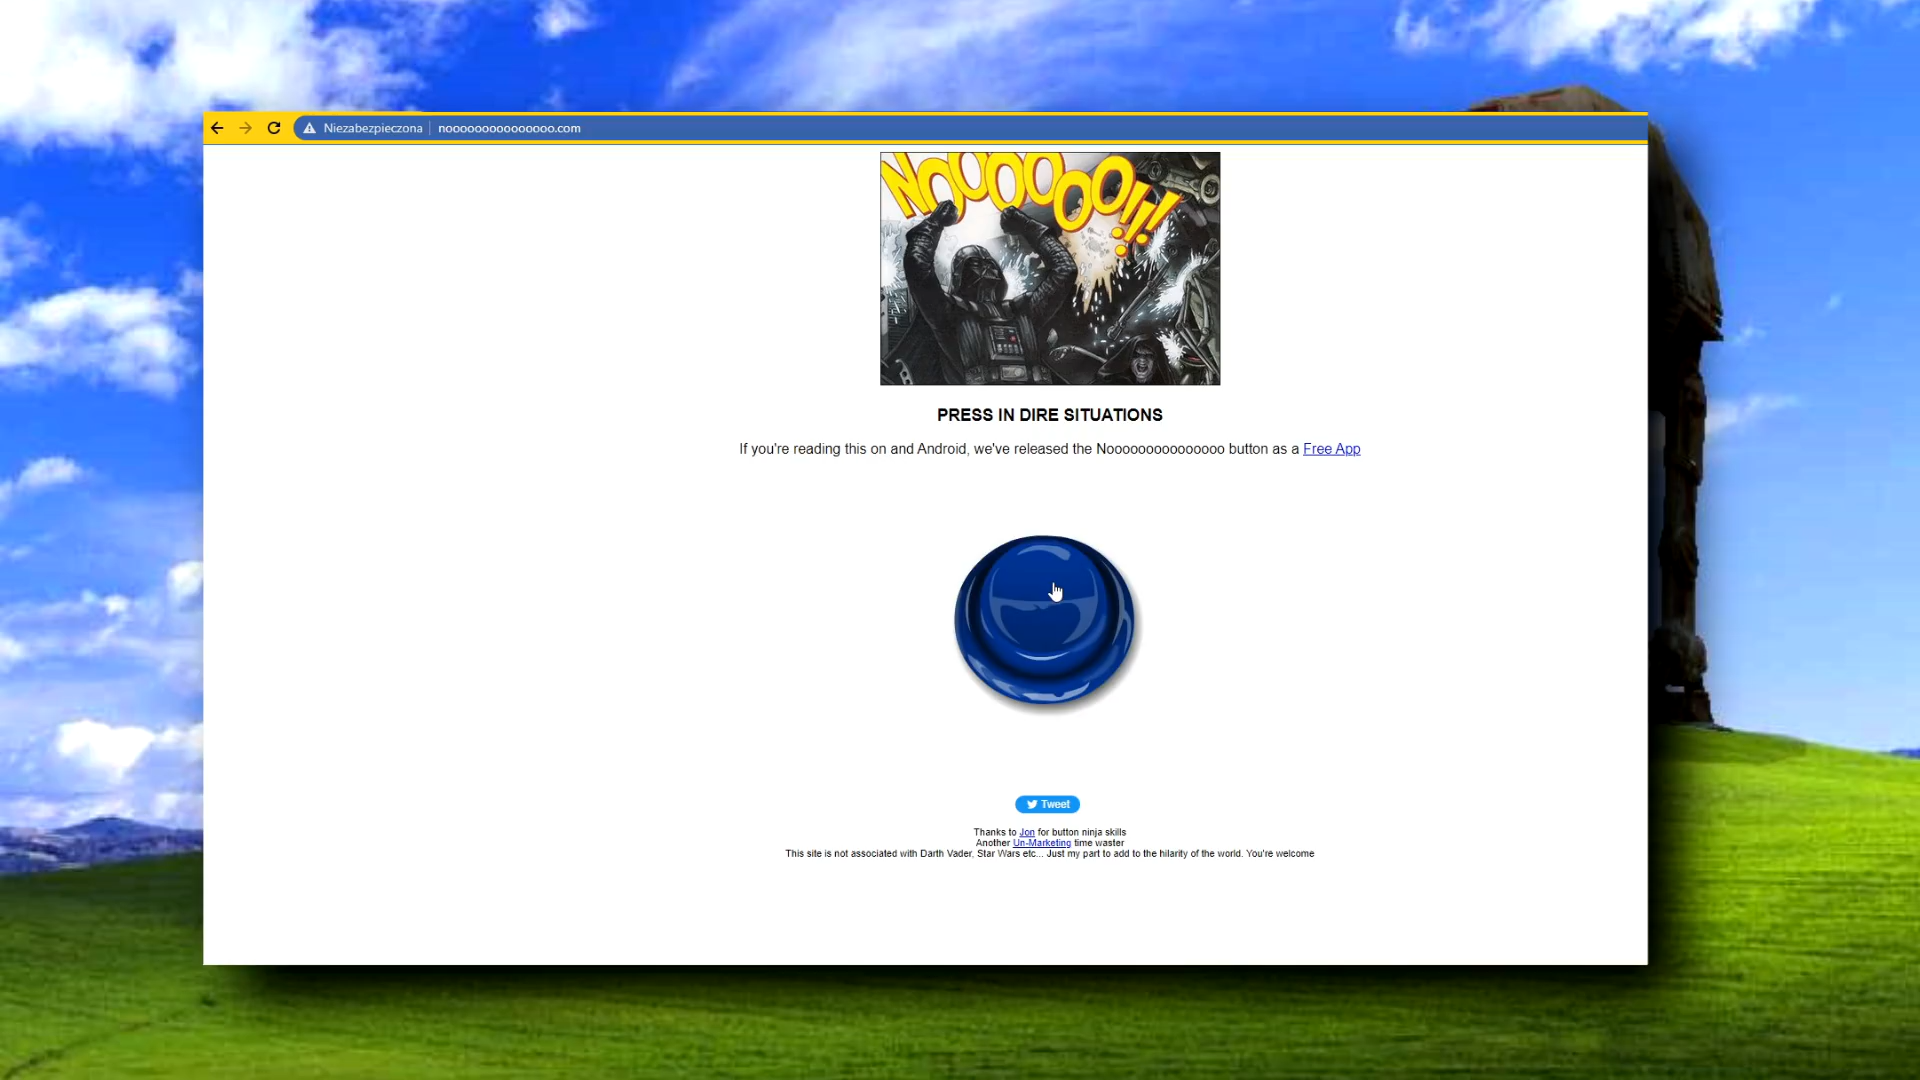 Niezabezpieczona nooooooooooooooo.com
NOOOOOO!!!
PRESS IN DIRE SITUATIONS
If you're reading this on and Android, we've released the Nooooooooooooooo button as a Free App
Tweet
Thanks to Jon for button ninja skills
Another Un-Marketing time waster
This site is not associated with Darth Vader, Star Wars etc... Just my part to add to the hilarity of the world. You're welcome